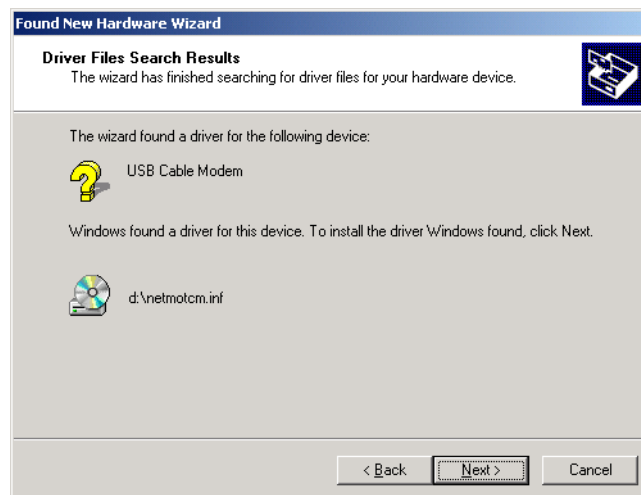 Found New Hardware Wizard
Driver Files Search Results
The wizard has finished searching for driver files for your hardware device.
The wizard found a driver for the following device:
USB Cable Modem
Windows found a driver for this device. To install the driver Windows found, click Next.
d:\netmotcm.inf
< Back
Next >
Cancel